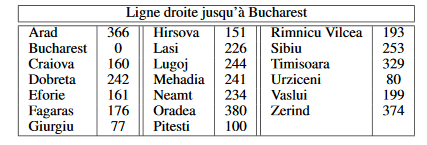 Ligne droite jusqu'à Bucharest
Arad 366 Hirsova 151 Rimnicu Vilcea 193
Bucharest 0 Lasi 226 Sibiu 253
Craiova 160 Lugoj 244 Timisoara 329
Dobreta 242 Mehadia 241 Urziceni 80
Eforie 161 Neamt 234 Vaslui 199
Fagaras 176 Oradea 380 Zerind 374
Giurgiu 77 Pitesti 100